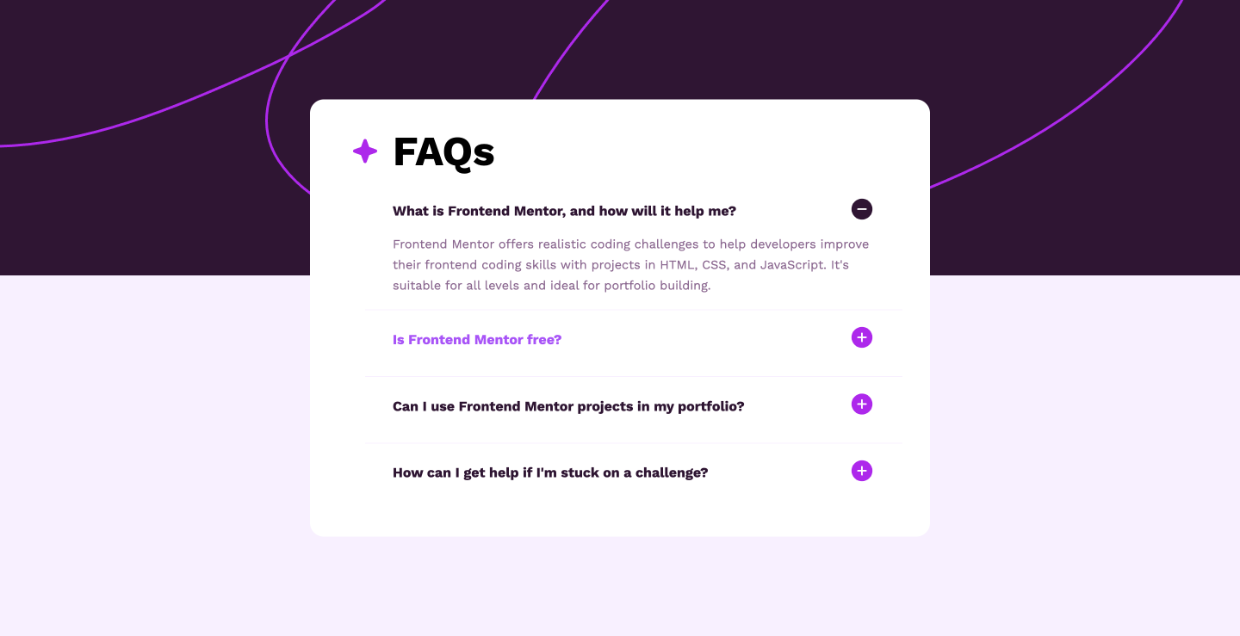 FAQs
What is Frontend Mentor, and how will it help me?
Frontend Mentor offers realistic coding challenges to help developers improve
their frontend coding skills with projects in HTML, CSS, and JavaScript. It's
suitable for all levels and ideal for portfolio building.
Is Frontend Mentor free?
Can I use Frontend Mentor projects in my portfolio?
How can I get help if I'm stuck on a challenge?